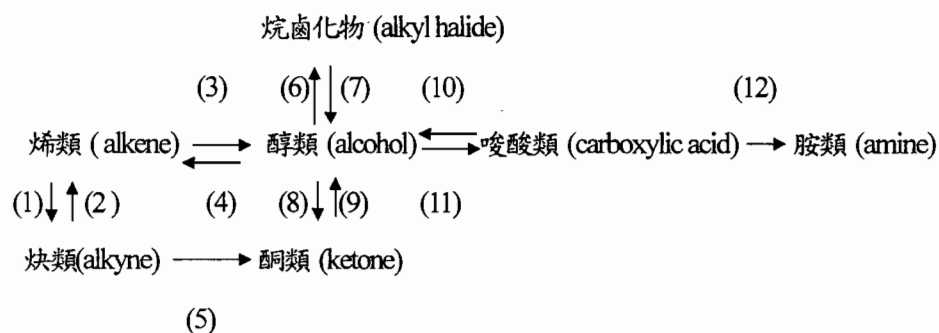 烷鹵化物 (alkyl halide)
(3) (6) (7) (10) (12)
烯類 ( alkene) 醇類 (alcohol) 唆酸類 (carboxylic acid) 胺類 (amine)
(1) (2) (4) (8) (9) (11)
炔類(alkyne) 酮類 (ketone)
(5)